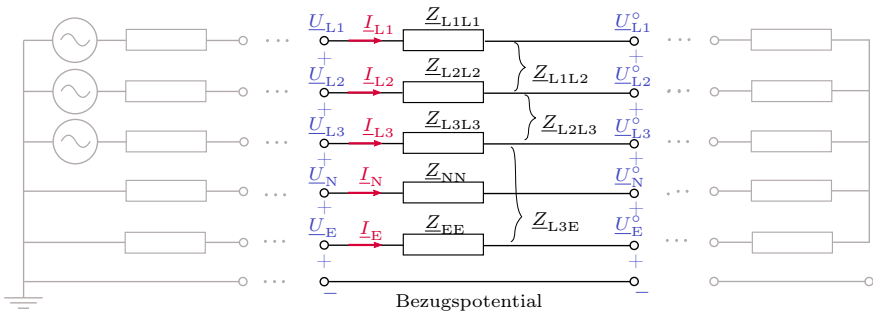 U_L1 I_L1 Z_L1L1 U°_L1
+ +
U_L2 I_L2 Z_L2L2 Z_L1L2 U°_L2
+ +
U_L3 I_L3 Z_L3L3 Z_L2L3 U°_L3
+ +
U_N I_N Z_NN U°_N
+ +
U_E I_E Z_EE Z_L3E U°_E
+ +
− −
Bezugspotential